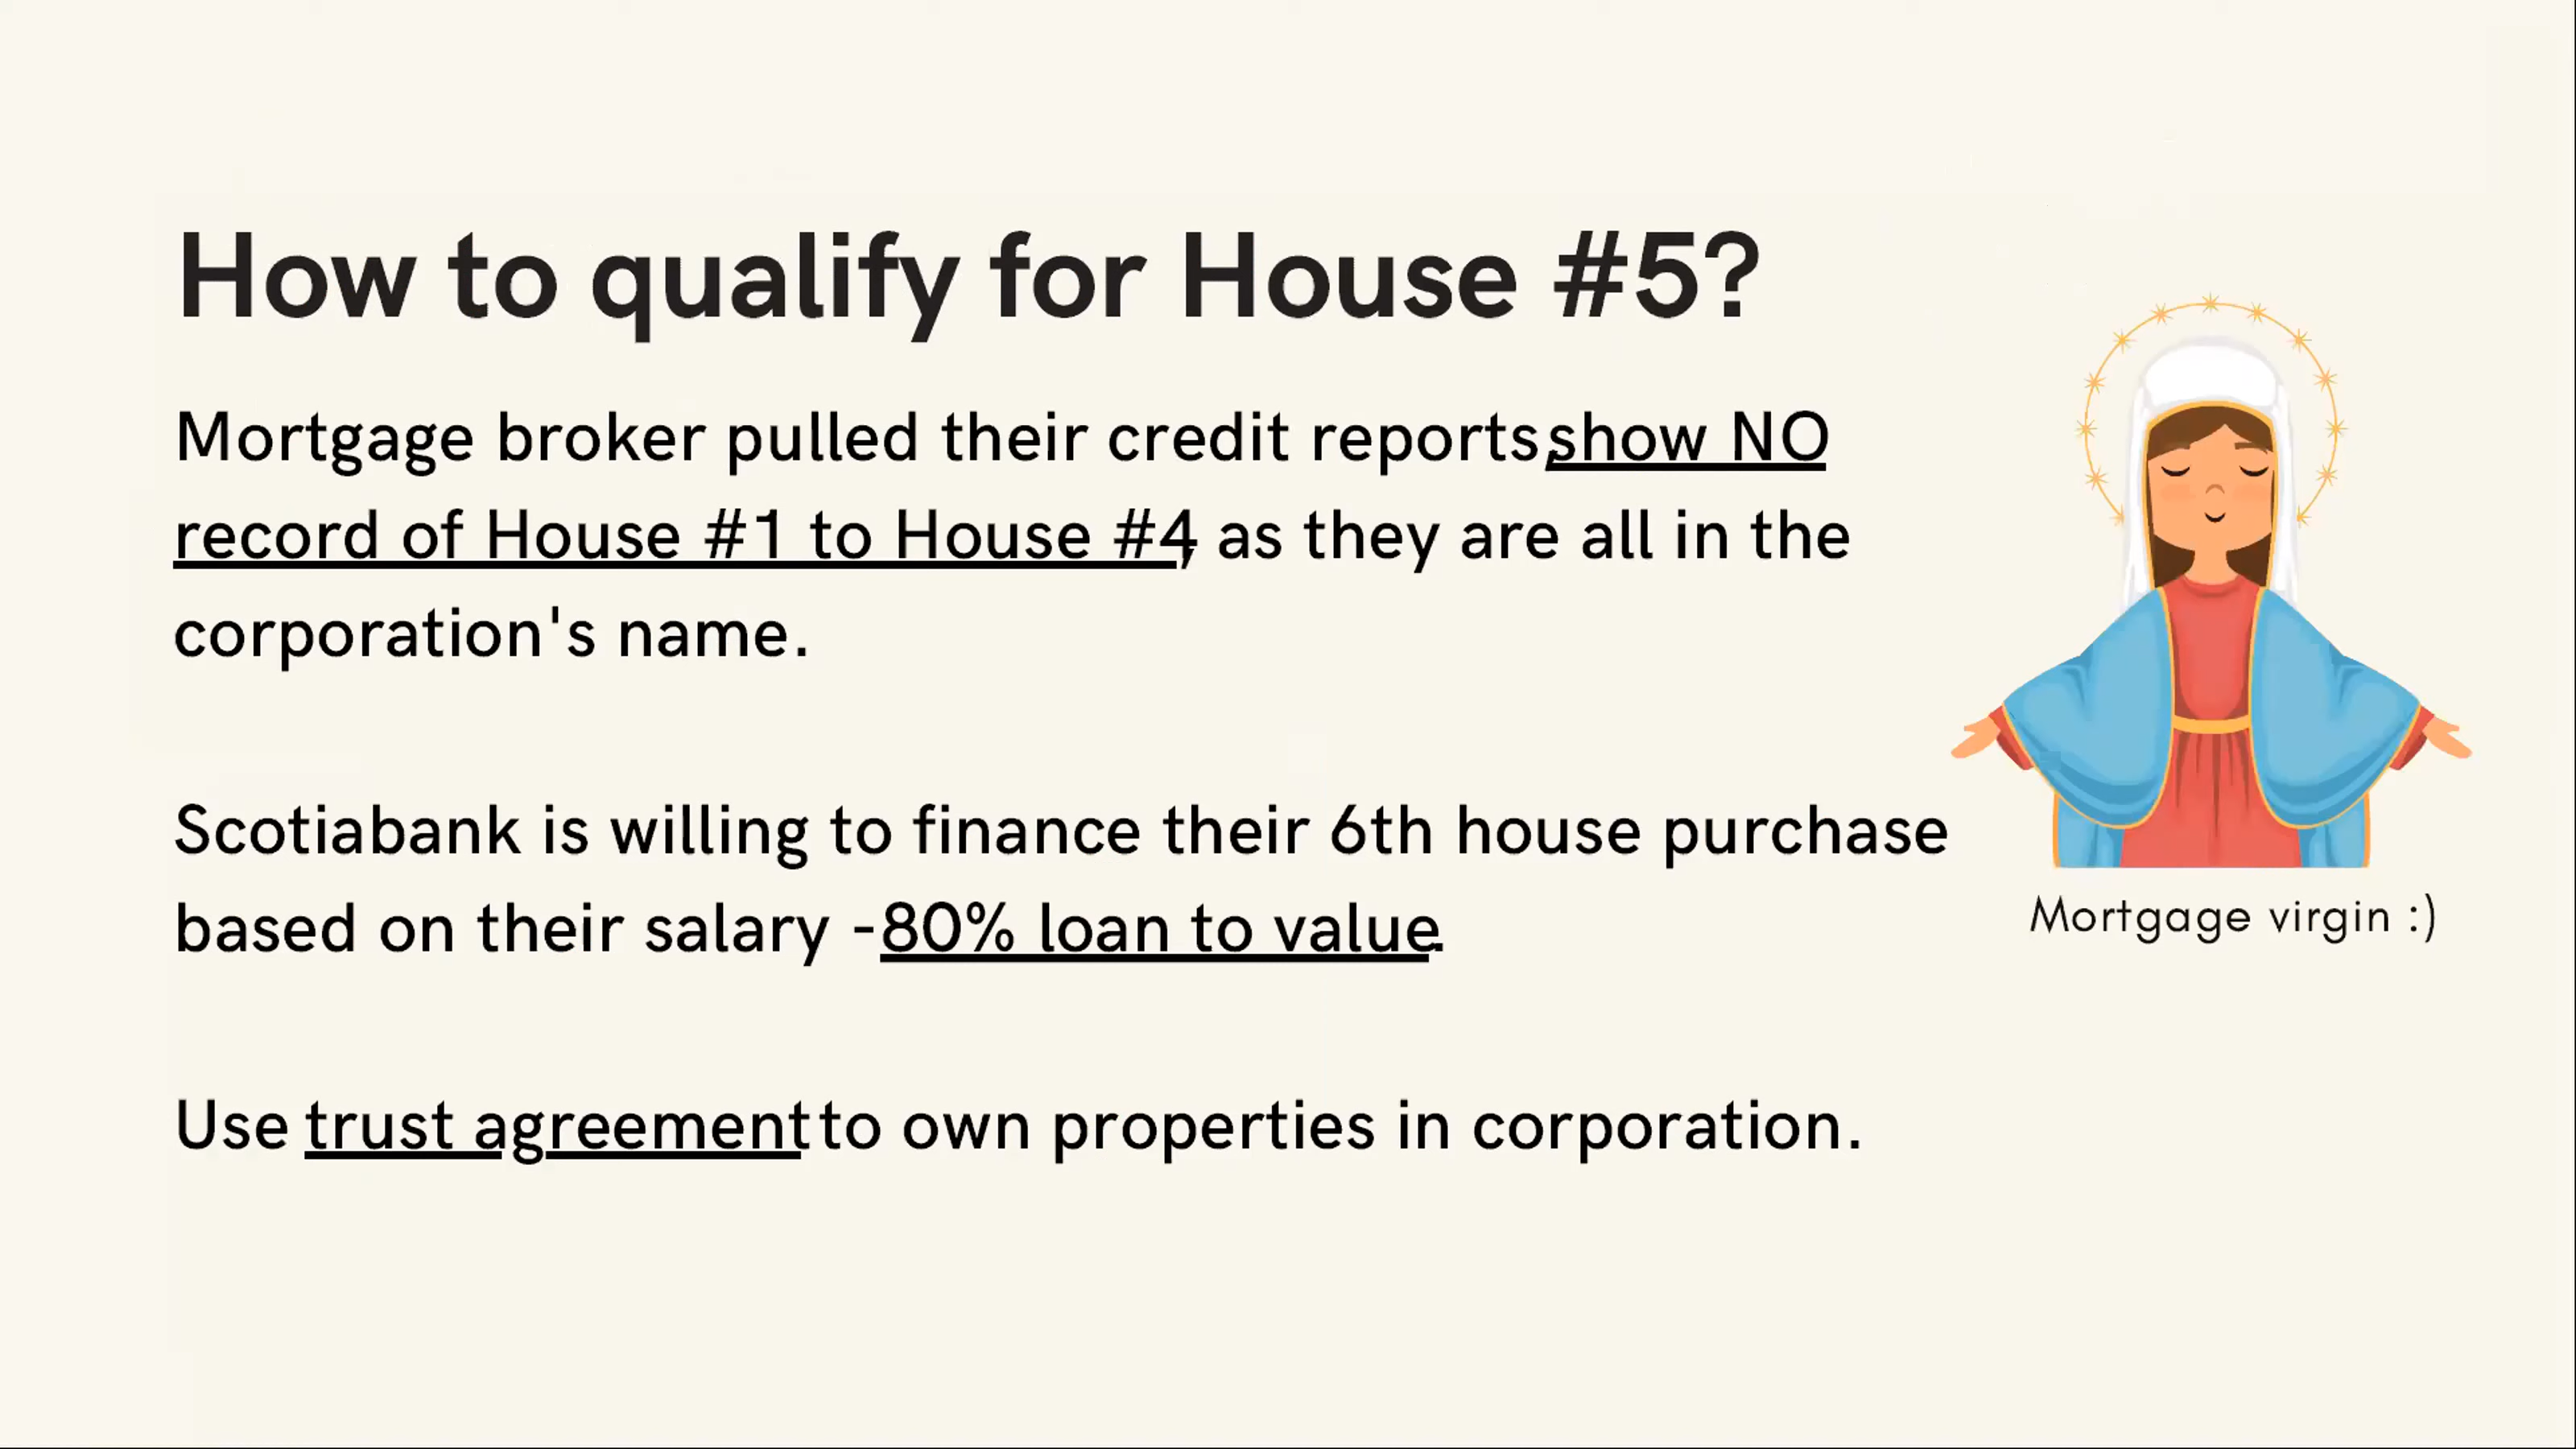 How to qualify for House #5?
Mortgage broker pulled their credit reports, show NO
record of House #1 to House #4, as they are all in the
corporation's name.
Scotiabank is willing to finance their 6th house purchase
based on their salary - 80% loan to value.
Mortgage virgin :)
Use trust agreement to own properties in corporation.